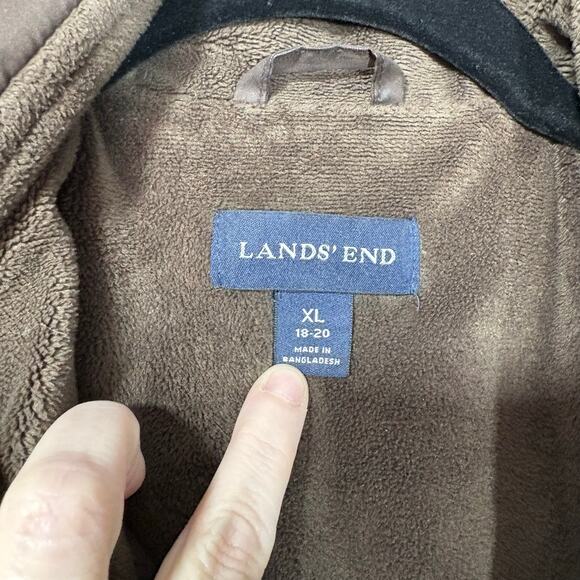 LANDS' END
XL
18-20
MADE IN
BANGLADESH